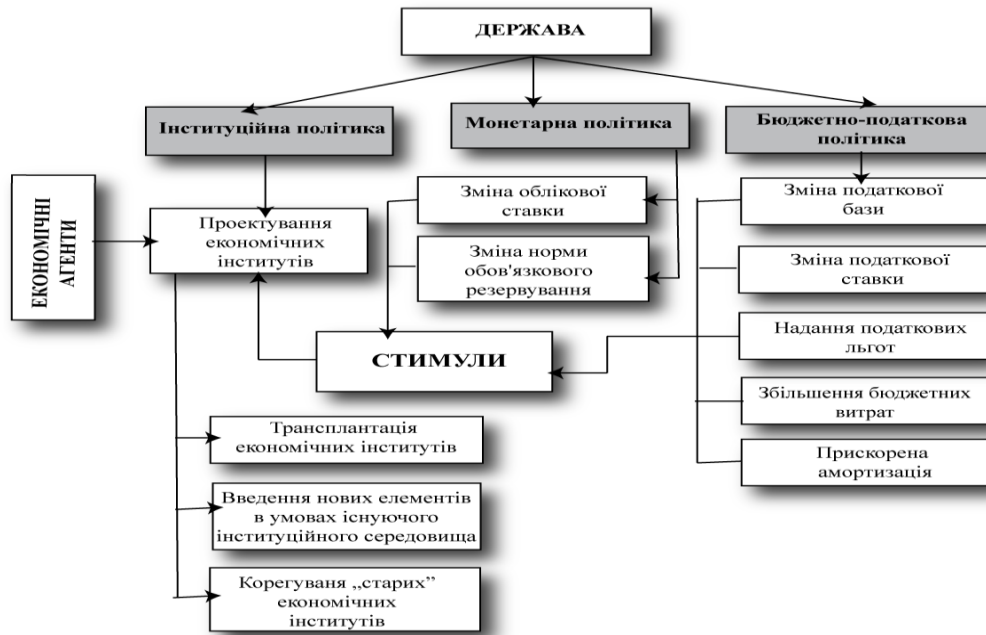 ДЕРЖАВА
Інституційна політика
Монетарна політика
Бюджетно-податкова
політика
ЕКОНОМІЧНІ
АГЕНТИ
Проектування
економічних
інститутів
Зміна облікової
ставки
Зміна норми
обов'язкового
резервування
СТИМУЛИ
Зміна податкової
бази
Зміна податкової
ставки
Надання податкових
льгот
Збільшення бюджетних
витрат
Прискорена
амортизація
Трансплантація
економічних інститутів
Введення нових елементів
в умовах існуючого
інституційного середовища
Корегуваня „старих”
економічних
інститутів